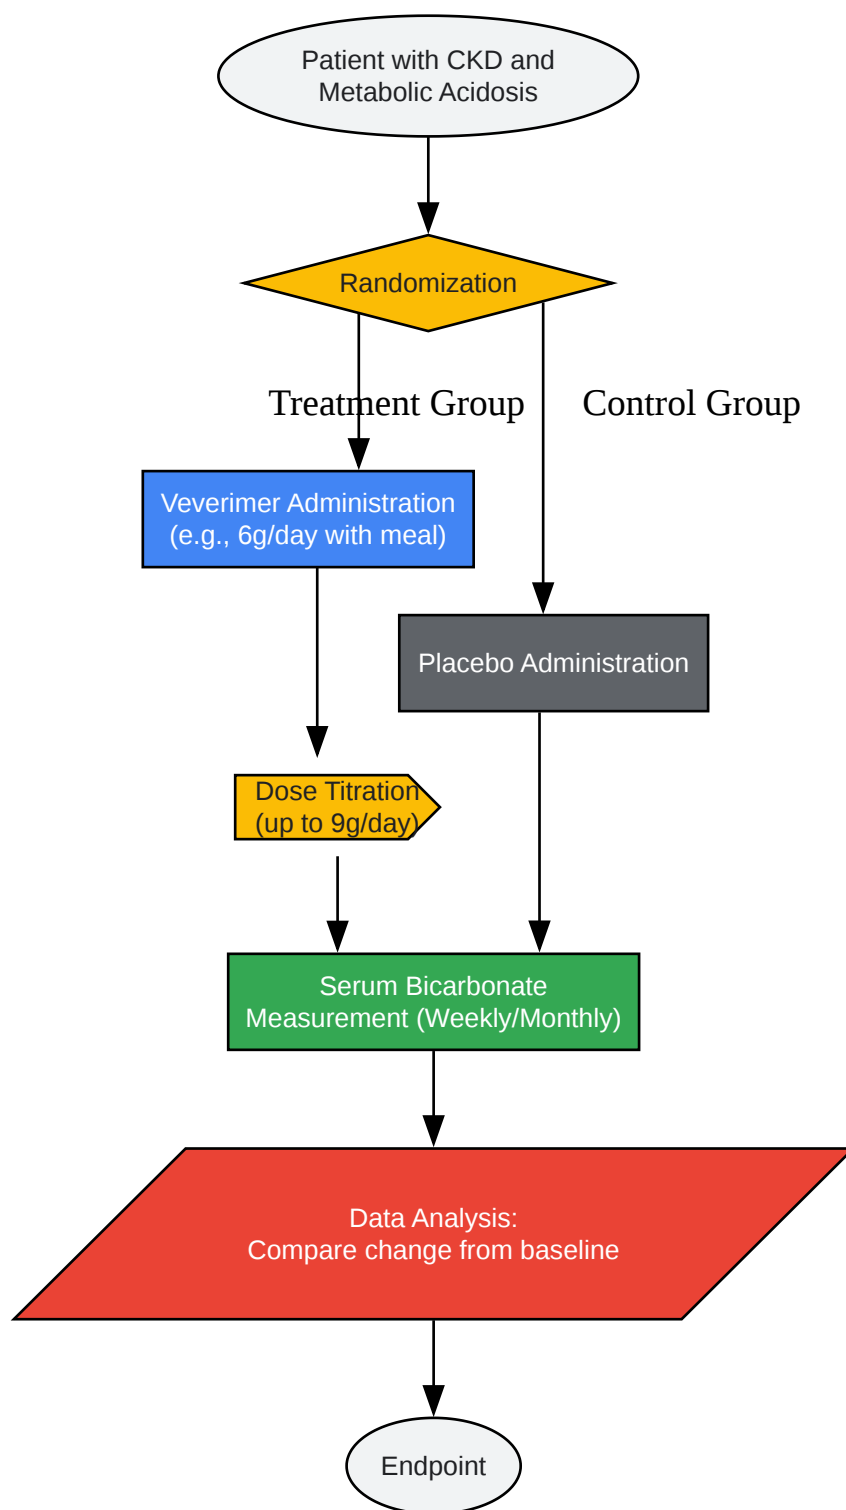 Patient with CKD and
Metabolic Acidosis
Randomization
Treatment Group
Control Group
Veverimer Administration
(e.g., 6g/day with meal)
Placebo Administration
Dose Titration
(up to 9g/day)
Serum Bicarbonate
Measurement (Weekly/Monthly)
Data Analysis:
Compare change from baseline
Endpoint